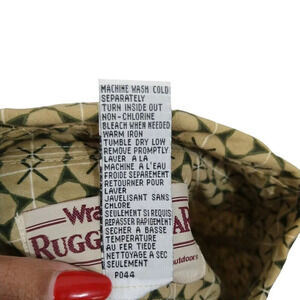 MACHINE WASH COLD
SEPARATELY
TURN INSIDE OUT
NON-CHLORINE
BLEACH WHEN NEEDED
WARM IRON
TUMBLE DRY LOW
REMOVE PROMPTLY
LAVER A LA
MACHINE A L'EAU
FROIDE SEPAREMENT
RETOURNER POUR
LAVER
JAVELISANT SANS
CHLORE
SEULEMENT SI REQUIS
REPASSER RAPIDEMENT
SECHER A BASSE
TEMPERATURE
AU FER TIEDE
NETTOYAGE A SEC
SEULEMENT
P044
Wra
RUGG AR
outdoors